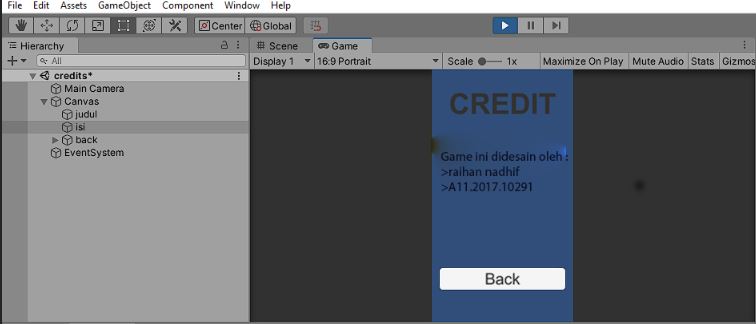 File Edit Assets GameObject Component Window Help
Center Global
Hierarchy
All
credits*
Main Camera
Canvas
judul
isi
back
EventSystem
Scene Game
Display 1 16:9 Portrait Scale 1x Maximize On Play Mute Audio Stats Gizmos
CREDIT
Game ini didesain oleh :
>raihan nadhif
>A11.2017.10291
Back